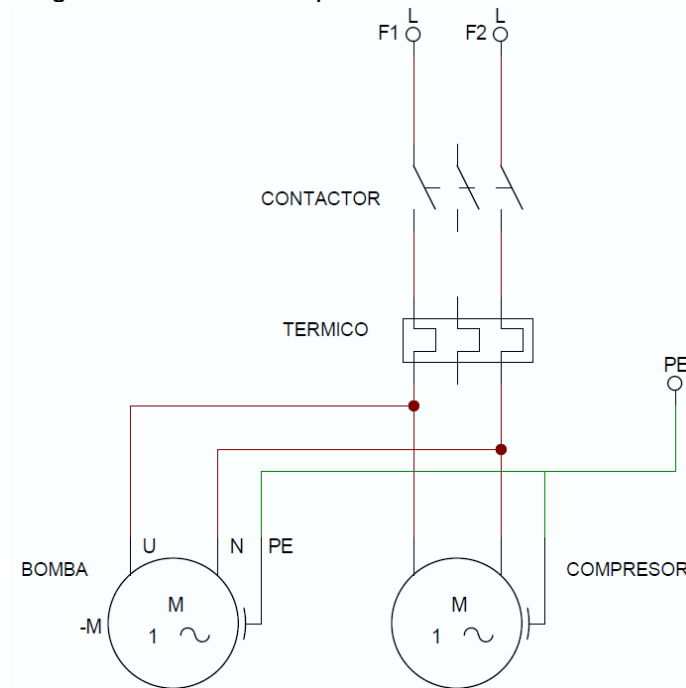 L L
F1 F2
CONTACTOR
TERMICO
PE
U N PE
BOMBA COMPRESOR
M M
-M 1 1